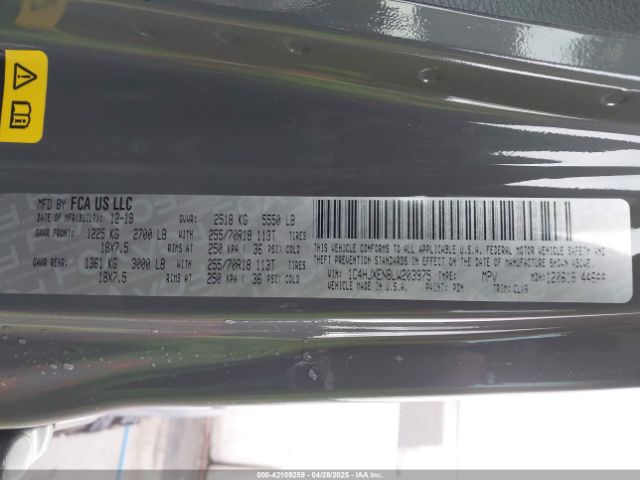 MFD BY FCA US LLC
DATE OF MFR(BUILT): 12-19 GVWR: 2518 KG 5550 LB
GAWR FRONT: 1225 KG 2700 LB WITH 255/70R18 113T TIRES
18X7.5 RIMS AT 250 KPA ( 36 PSI) COLD
GAWR REAR: 1361 KG 3000 LB WITH 255/70R18 113T TIRES
18X7.5 RIMS AT 250 KPA ( 36 PSI) COLD
THIS VEHICLE CONFORMS TO ALL APPLICABLE U.S.A. FEDERAL MOTOR VEHICLE SAFETY AND
THEFT PREVENTION STANDARDS IN EFFECT ON THE DATE OF MANUFACTURE SHOWN ABOVE.
VIN: 1C4HJXEN8LW203975 TYPE: MPV MDH: 120619
VEHICLE MADE IN U.S.A. PAINT: PDN TRIM:
000-42109259 04/28/2025 - IAA